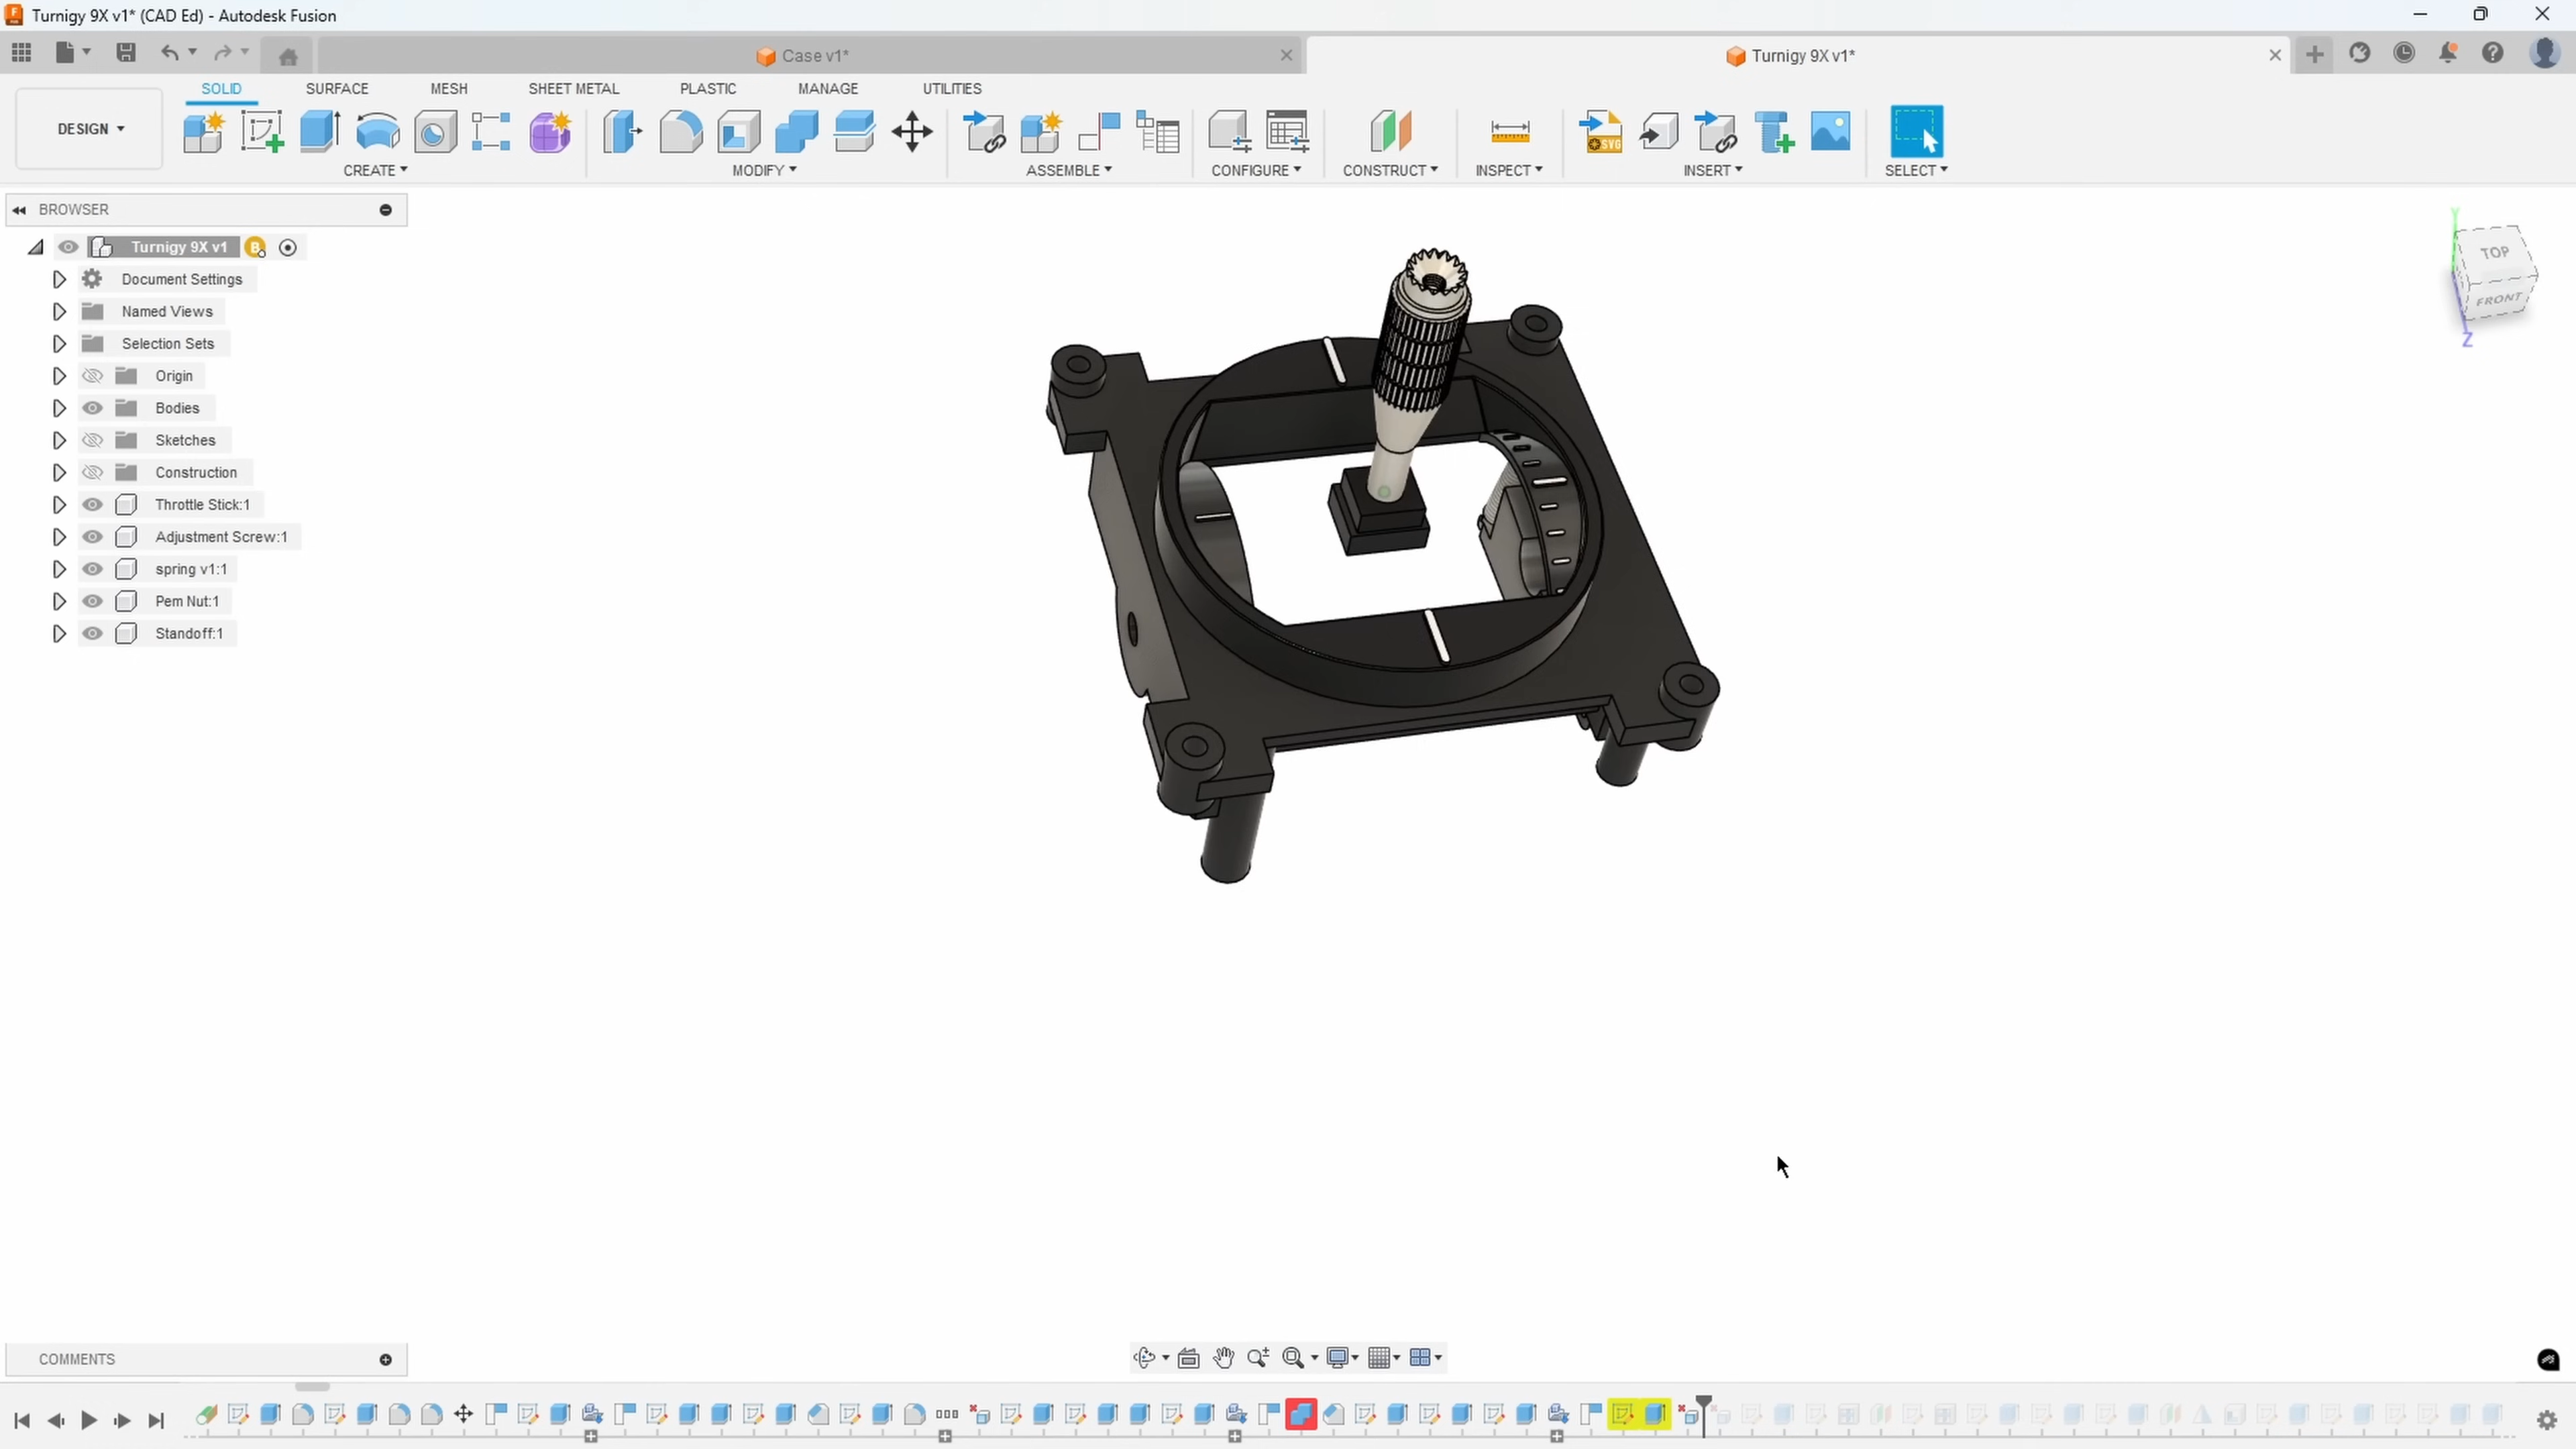 Turnigy 9X v1* (CAD Ed) - Autodesk Fusion
Case v1*
Turnigy 9X v1*
SOLID SURFACE MESH SHEET METAL PLASTIC MANAGE UTILITIES
DESIGN
CREATE MODIFY ASSEMBLE CONFIGURE CONSTRUCT INSPECT INSERT SELECT
SVG
BROWSER
Turnigy 9X v1 B
Document Settings
Named Views
Selection Sets
Origin
Bodies
Sketches
Construction
Throttle Stick:1
Adjustment Screw:1
spring v1:1
Pem Nut:1
Standoff:1
Y
TOP
FRONT
Z
COMMENTS